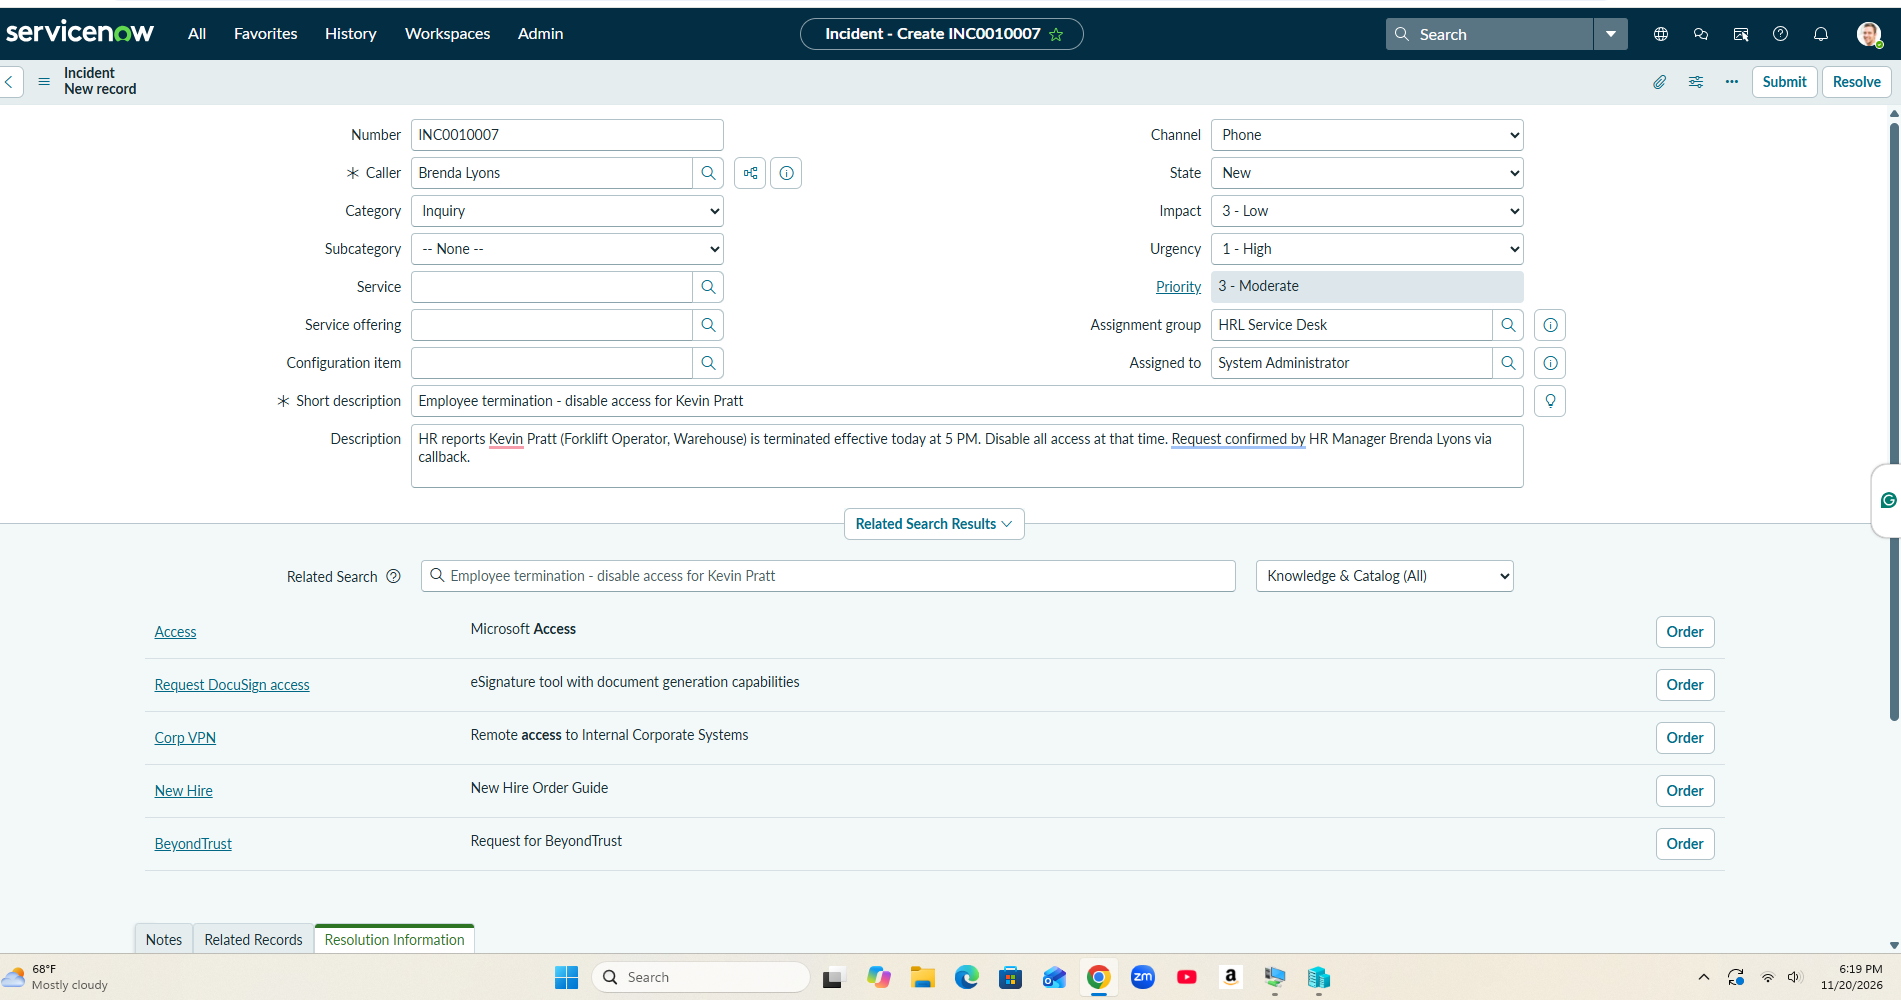 servicenow All Favorites History Workspaces Admin Incident - Create INC0010007 Search
Incident
New record
Submit Resolve
Number INC0010007 Channel Phone
Caller Brenda Lyons State New
Category Inquiry Impact 3 - Low
Subcategory -- None -- Urgency 1 - High
Service Priority 3 - Moderate
Service offering Assignment group HRL Service Desk
Configuration item Assigned to System Administrator
Short description Employee termination - disable access for Kevin Pratt
Description HR reports Kevin Pratt (Forklift Operator, Warehouse) is terminated effective today at 5 PM. Disable all access at that time. Request confirmed by HR Manager Brenda Lyons via
callback.
Related Search Results
Related Search Employee termination - disable access for Kevin Pratt Knowledge & Catalog (All)
Access Microsoft Access Order
Request DocuSign access eSignature tool with document generation capabilities Order
Corp VPN Remote access to Internal Corporate Systems Order
New Hire New Hire Order Guide Order
BeyondTrust Request for BeyondTrust Order
Notes Related Records Resolution Information
68°F
Mostly cloudy
Search
zm
a
6:19 PM
11/20/2026